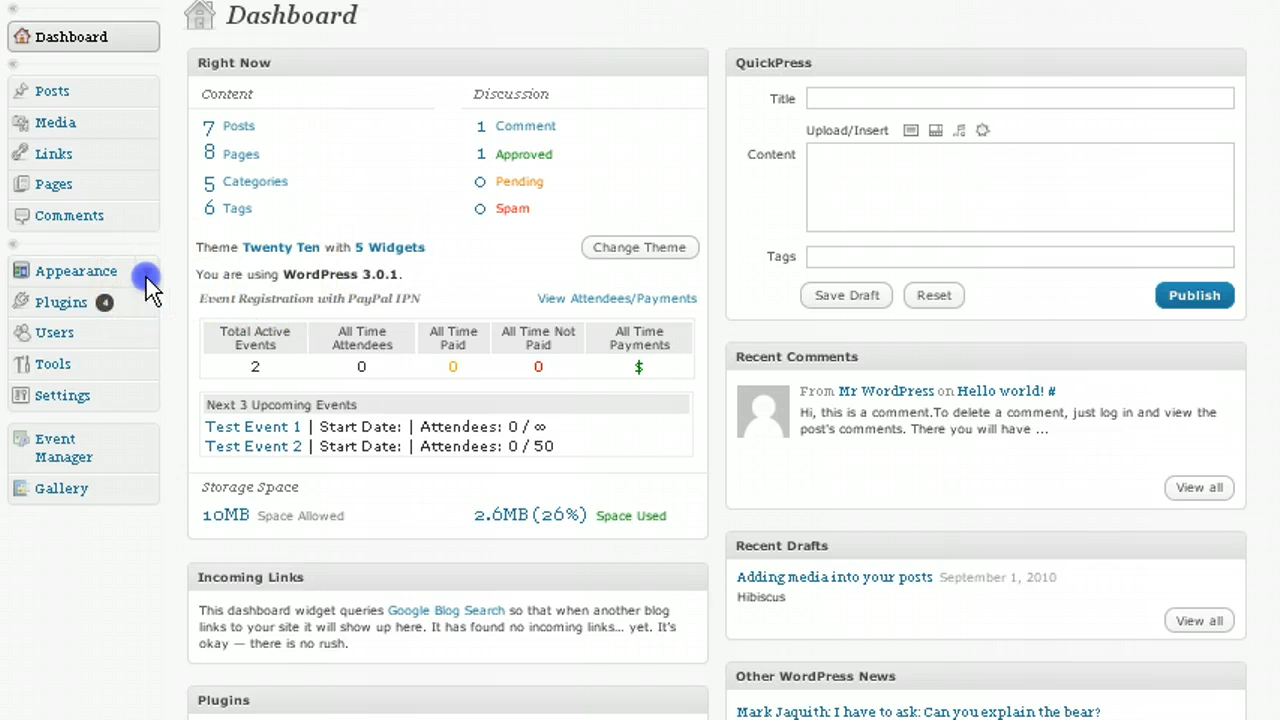 Dashboard
Dashboard
Posts
Media
Links
Pages
Comments
Appearance
Plugins 4
Users
Tools
Settings
Event
Manager
Gallery
Right Now
Content
Discussion
7 Posts
1 Comment
8 Pages
1 Approved
5 Categories
0 Pending
6 Tags
0 Spam
Theme Twenty Ten with 5 Widgets
Change Theme
You are using WordPress 3.0.1.
Event Registration with PayPal IPN
View Attendees/Payments
Total Active Events
All Time Attendees
All Time Paid
All Time Not Paid
All Time Payments
2
0
0
0
$
Next 3 Upcoming Events
Test Event 1 | Start Date: | Attendees: 0 / ∞
Test Event 2 | Start Date: | Attendees: 0 / 50
Storage Space
10MB Space Allowed
2.6MB (26%) Space Used
Incoming Links
This dashboard widget queries Google Blog Search so that when another blog
links to your site it will show up here. It has found no incoming links... yet. It's
okay — there is no rush.
Plugins
QuickPress
Title
Upload/Insert
Content
Tags
Save Draft
Reset
Publish
Recent Comments
From Mr WordPress on Hello world! #
Hi, this is a comment.To delete a comment, just log in and view the
post's comments. There you will have ...
View all
Recent Drafts
Adding media into your posts September 1, 2010
Hibiscus
View all
Other WordPress News
Mark Jaquith: I have to ask: Can you explain the bear?